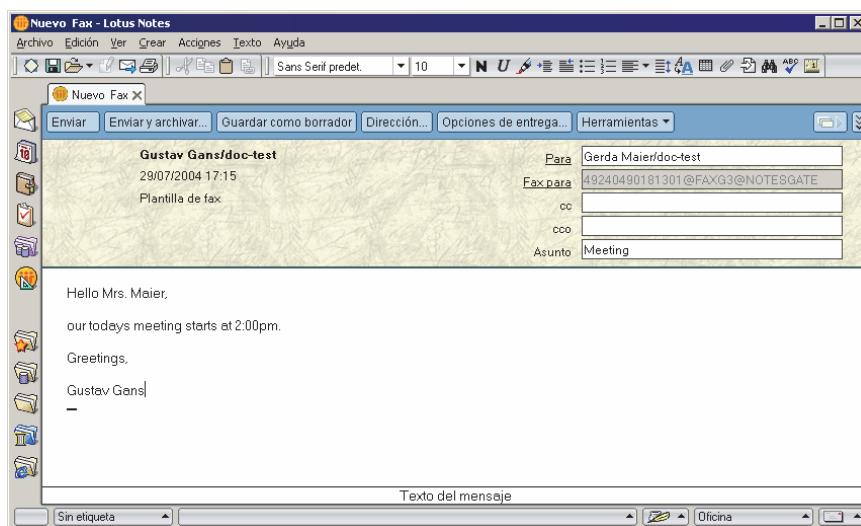 Nuevo Fax - Lotus Notes
Archivo Edición Ver Crear Acciones Texto Ayuda
Sans Serif predet. 10 N U
Nuevo Fax
Enviar Enviar y archivar... Guardar como borrador Dirección... Opciones de entrega... Herramientas
Gustav Gans/doc-test
29/07/2004 17:15
Plantilla de fax
Para Gerda Maier/doc-test
Fax para 49240490181301@FAXG3@NOTESGATE
cc
cco
Asunto Meeting
Hello Mrs. Maier,
our todays meeting starts at 2:00pm.
Greetings,
Gustav Gans
Texto del mensaje
Sin etiqueta Oficina